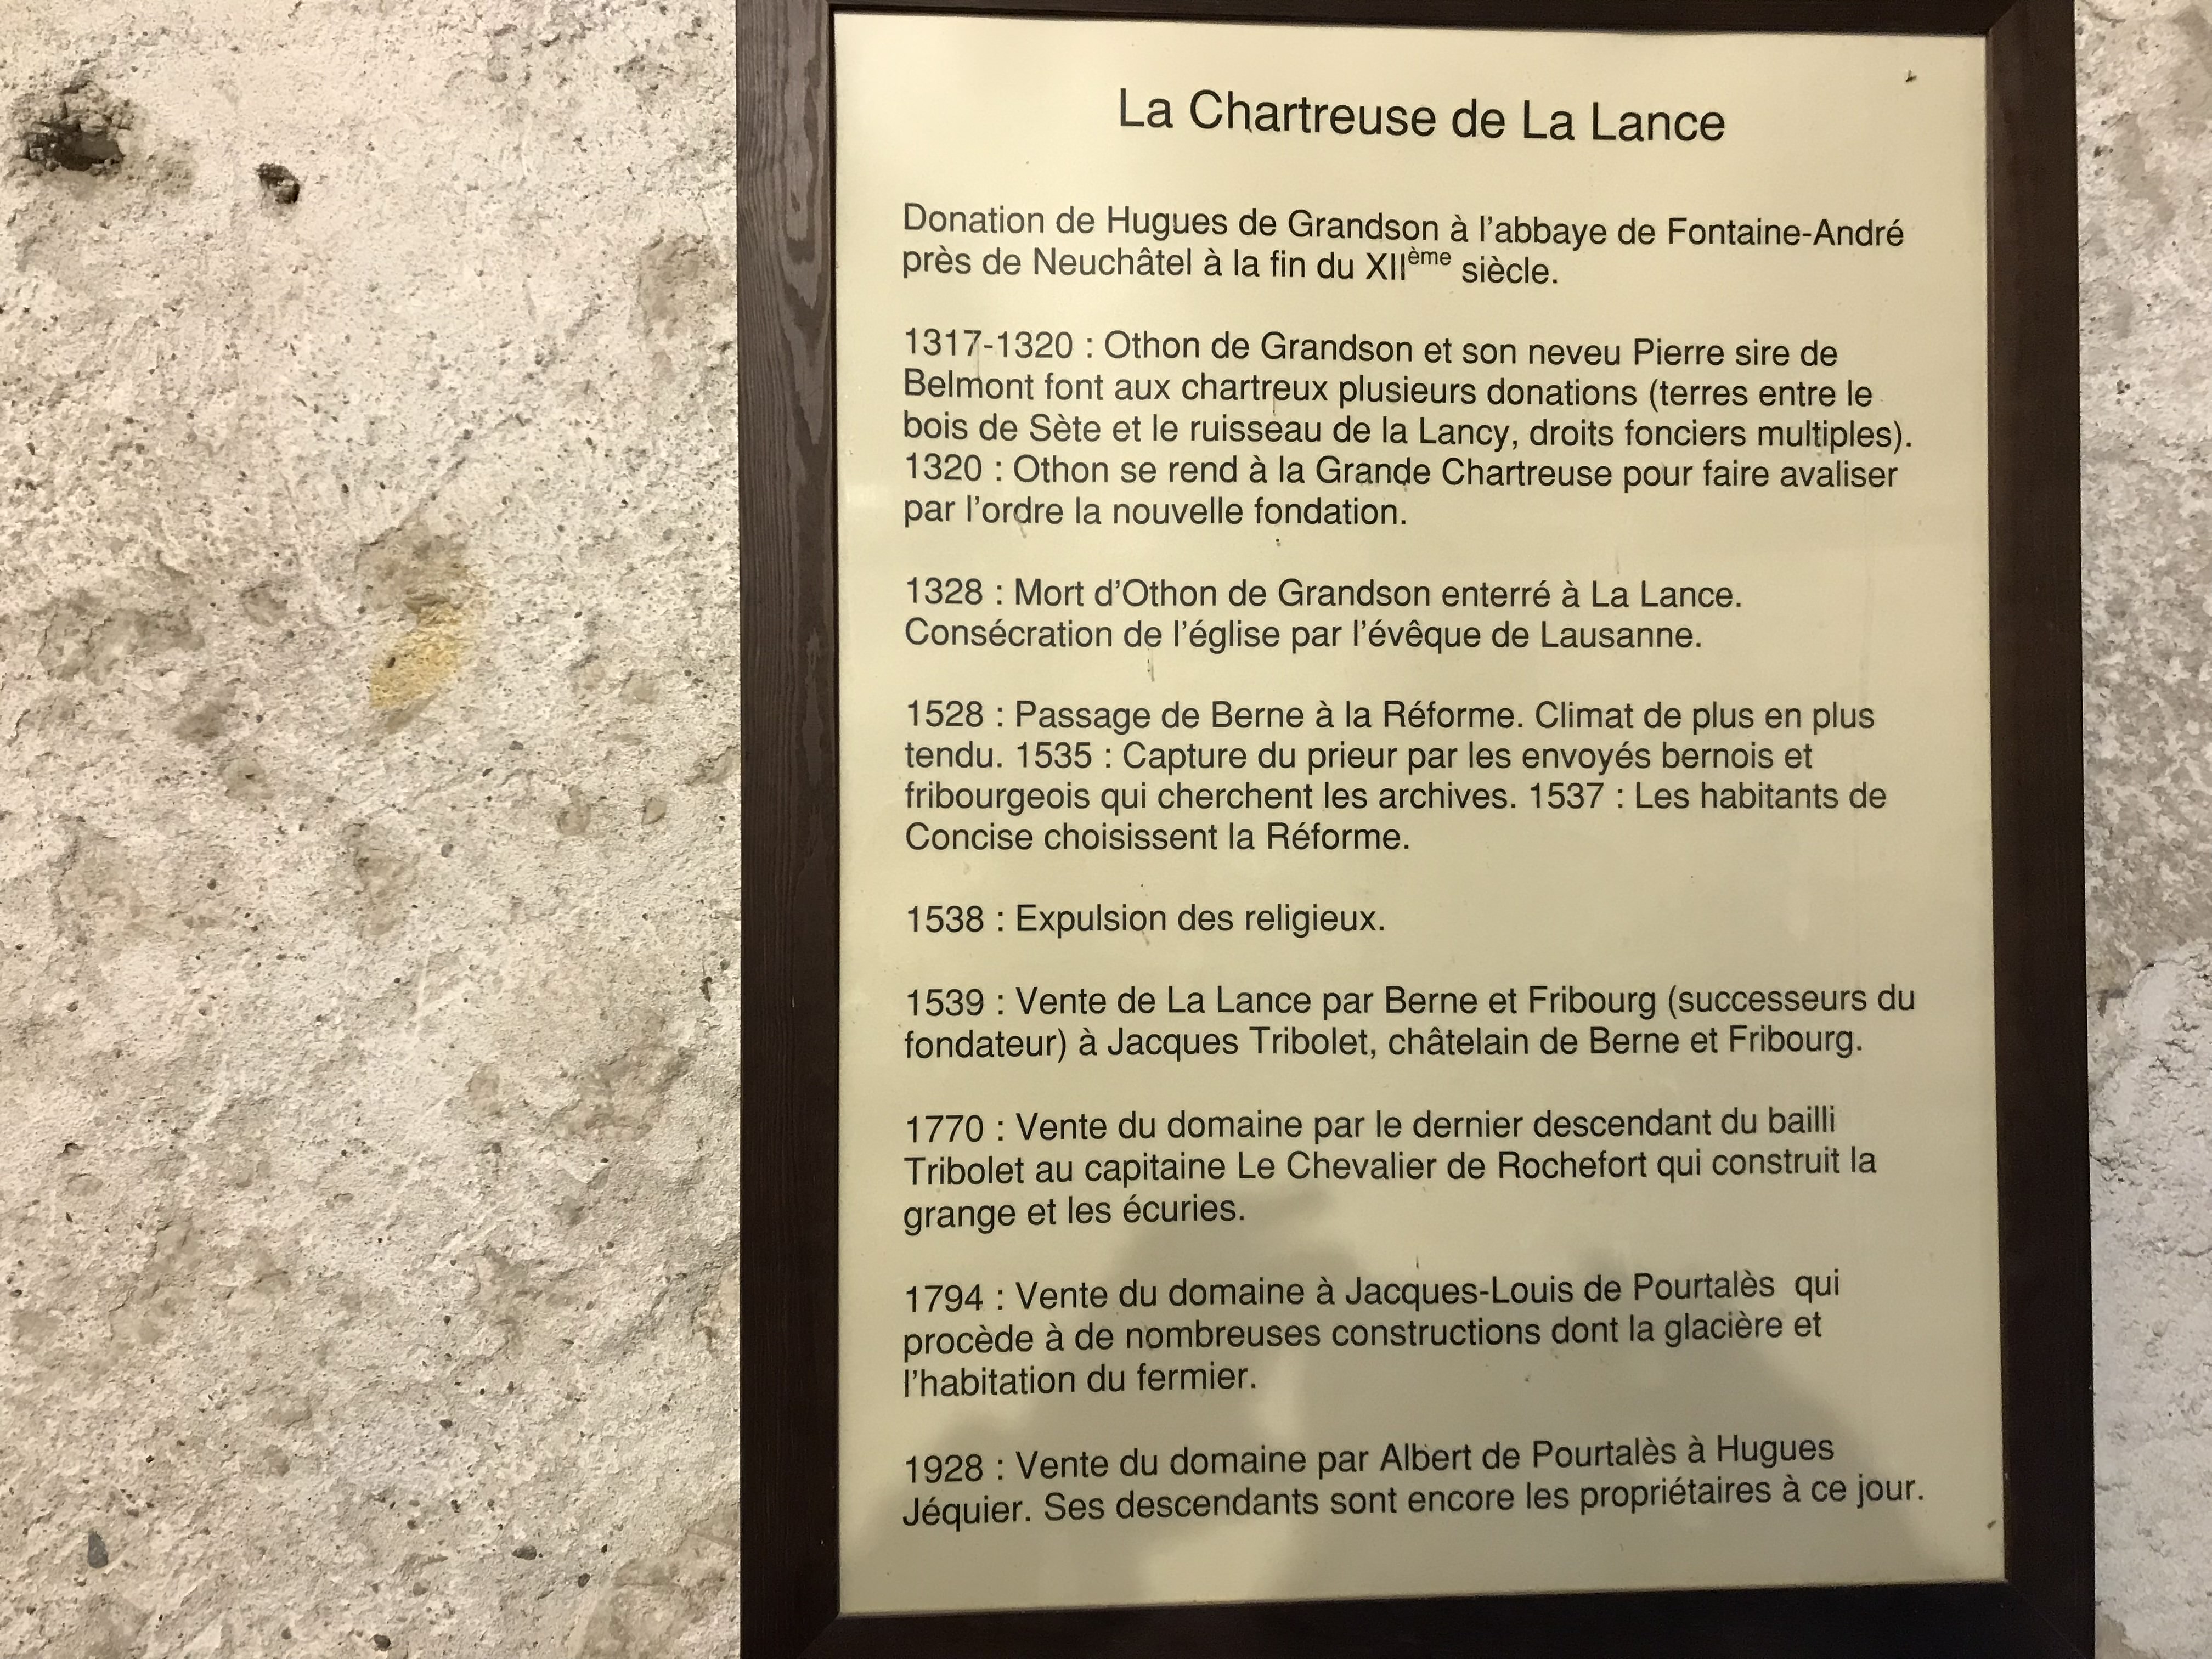 La Chartreuse de La Lance
Donation de Hugues de Grandson à l'abbaye de Fontaine-André
près de Neuchâtel à la fin du XIIème siècle.
1317-1320 : Othon de Grandson et son neveu Pierre sire de
Belmont font aux chartreux plusieurs donations (terres entre le
bois de Sète et le ruisseau de la Lancy, droits fonciers multiples).
1320 : Othon se rend à la Grande Chartreuse pour faire avaliser
par l'ordre la nouvelle fondation.
1328 : Mort d'Othon de Grandson enterré à La Lance.
Consécration de l'église par l'évêque de Lausanne.
1528 : Passage de Berne à la Réforme. Climat de plus en plus
tendu. 1535 : Capture du prieur par les envoyés bernois et
fribourgeois qui cherchent les archives. 1537 : Les habitants de
Concise choisissent la Réforme.
1538 : Expulsion des religieux.
1539 : Vente de La Lance par Berne et Fribourg (successeurs du
fondateur) à Jacques Tribolet, châtelain de Berne et Fribourg.
1770 : Vente du domaine par le dernier descendant du bailli
Tribolet au capitaine Le Chevalier de Rochefort qui construit la
grange et les écuries.
1794 : Vente du domaine à Jacques-Louis de Pourtalès qui
procède à de nombreuses constructions dont la glacière et
l'habitation du fermier.
1928 : Vente du domaine par Albert de Pourtalès à Hugues
Jéquier. Ses descendants sont encore les propriétaires à ce jour.